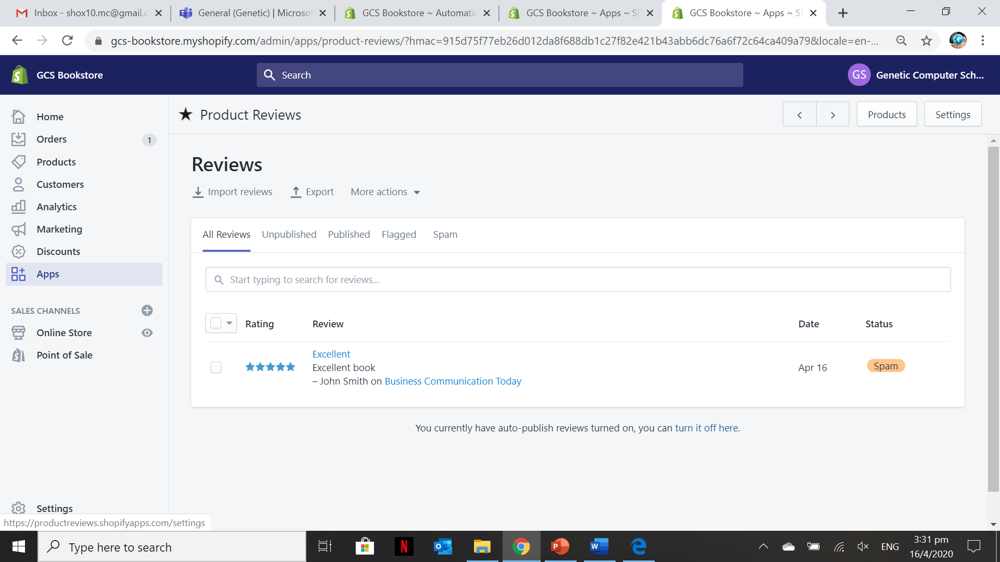 Inbox - shox10.mc@gmail.c
General (Genetic) | Microso
GCS Bookstore ~ Automati
GCS Bookstore ~ Apps ~ S
GCS Bookstore ~ Apps ~ S
gcs-bookstore.myshopify.com/admin/apps/product-reviews/?hmac=915d75f77eb26d012da8f688db1c27f82e421b43abb6dc76a6f72c64ca409a79&locale=en-...
GCS Bookstore
Search
GS
Genetic Computer Sch...
Home
Orders
1
Products
Customers
Analytics
Marketing
Discounts
Apps
SALES CHANNELS
Online Store
Point of Sale
Settings
https://productreviews.shopifyapps.com/settings
Product Reviews
Products
Settings
Reviews
Import reviews
Export
More actions
All Reviews
Unpublished
Published
Flagged
Spam
Start typing to search for reviews...
Rating
Review
Date
Status
Excellent
Excellent book
– John Smith on Business Communication Today
Apr 16
Spam
You currently have auto-publish reviews turned on, you can turn it off here.
Type here to search
ENG
3:31 pm
16/4/2020